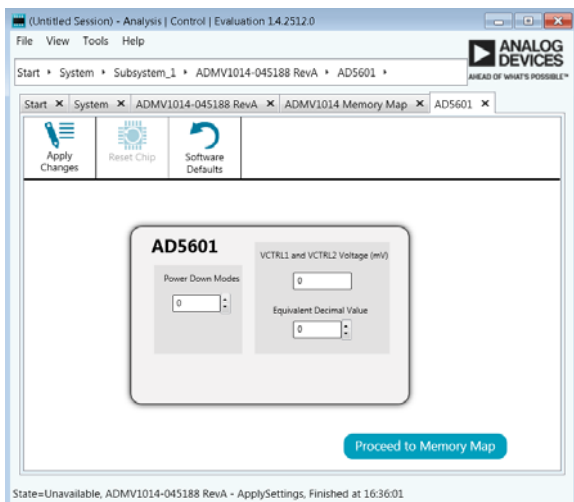 (Untitled Session) - Analysis | Control | Evaluation 1.4.2512.0
File View Tools Help
ANALOG
DEVICES
AHEAD OF WHAT'S POSSIBLE™
Start System Subsystem_1 ADMV1014-045188 RevA AD5601
Start System ADMV1014-045188 RevA ADMV1014 Memory Map AD5601
Apply
Changes
Reset Chip
Software
Defaults
AD5601
VCTRL1 and VCTRL2 Voltage (mV)
0
Power Down Modes
0
Equivalent Decimal Value
0
Proceed to Memory Map
State=Unavailable, ADMV1014-045188 RevA - ApplySettings, Finished at 16:36:01